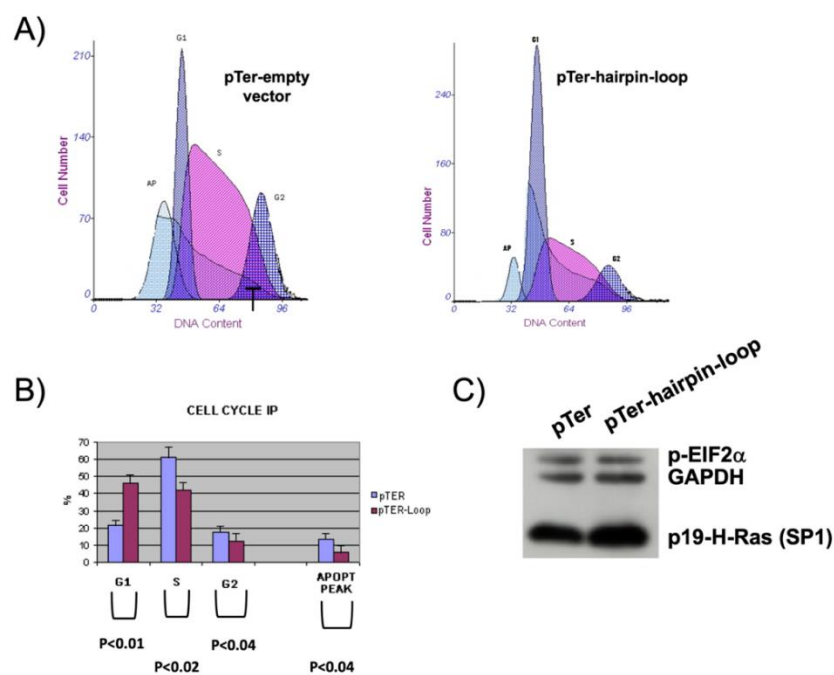 A)
pTer-empty
vector
G1
S
AP
G2
210
140
70
0
0 32 64 96
Cell Number
DNA Content
pTer-hairpin-loop
G1
S
AP
G2
240
160
80
0
0 32 64 96
Cell Number
DNA Content
B)
CELL CYCLE IP
%
70
60
50
40
30
20
10
0
pTER
pTER-Loop
G1 S G2 APOPT
PEAK
P<0.01 P<0.02 P<0.04 P<0.04
C)
pTer pTer-hairpin-loop
p-EIF2α
GAPDH
p19-H-Ras (SP1)